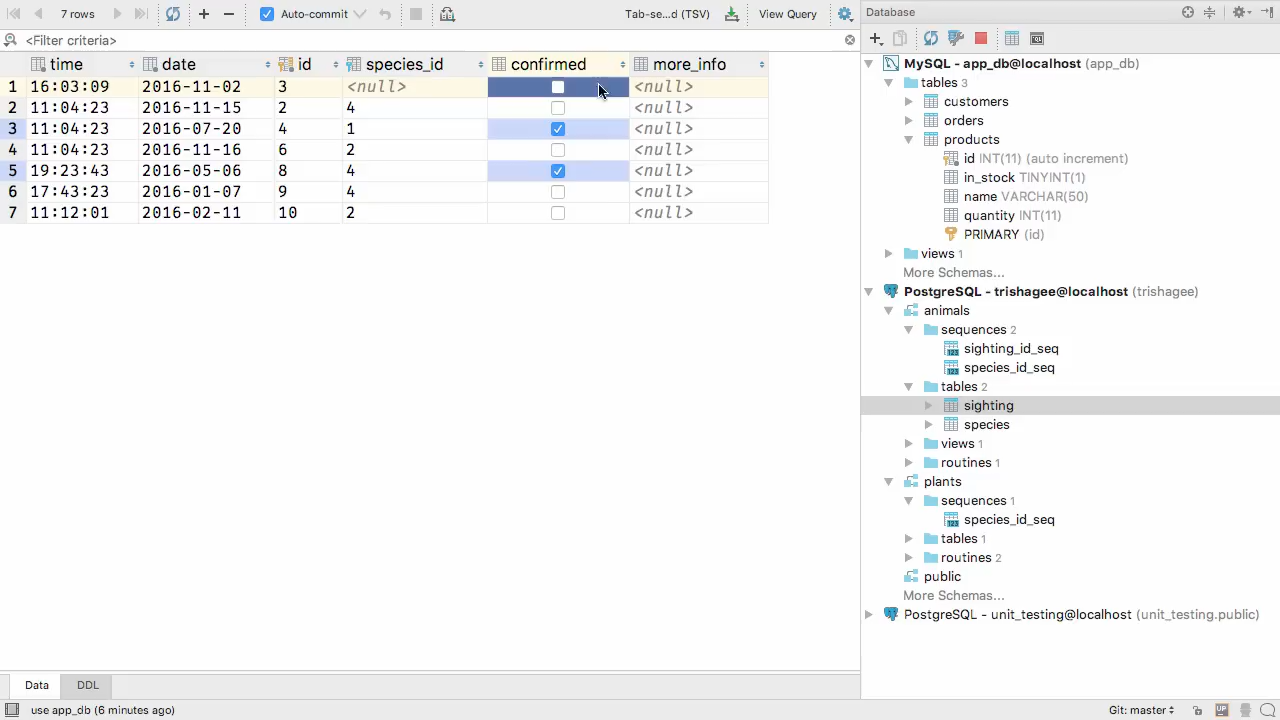 7 rows Auto-commit Tab-se...d (TSV) View Query
<Filter criteria>
time date id species_id confirmed more_info
1 16:03:09 2016-11-02 3 <null> <null>
2 11:04:23 2016-11-15 2 4 <null>
3 11:04:23 2016-07-20 4 1 <null>
4 11:04:23 2016-11-16 6 2 <null>
5 19:23:43 2016-05-06 8 4 <null>
6 17:43:23 2016-01-07 9 4 <null>
7 11:12:01 2016-02-11 10 2 <null>
Data DDL
use app_db (6 minutes ago)
Database
MySQL - app_db@localhost (app_db)
tables 3
customers
orders
products
id INT(11) (auto increment)
in_stock TINYINT(1)
name VARCHAR(50)
quantity INT(11)
PRIMARY (id)
views 1
More Schemas...
PostgreSQL - trishagee@localhost (trishagee)
animals
sequences 2
123 sighting_id_seq
123 species_id_seq
tables 2
sighting
species
views 1
routines 1
plants
sequences 1
123 species_id_seq
tables 1
routines 2
public
More Schemas...
PostgreSQL - unit_testing@localhost (unit_testing.public)
Git: master